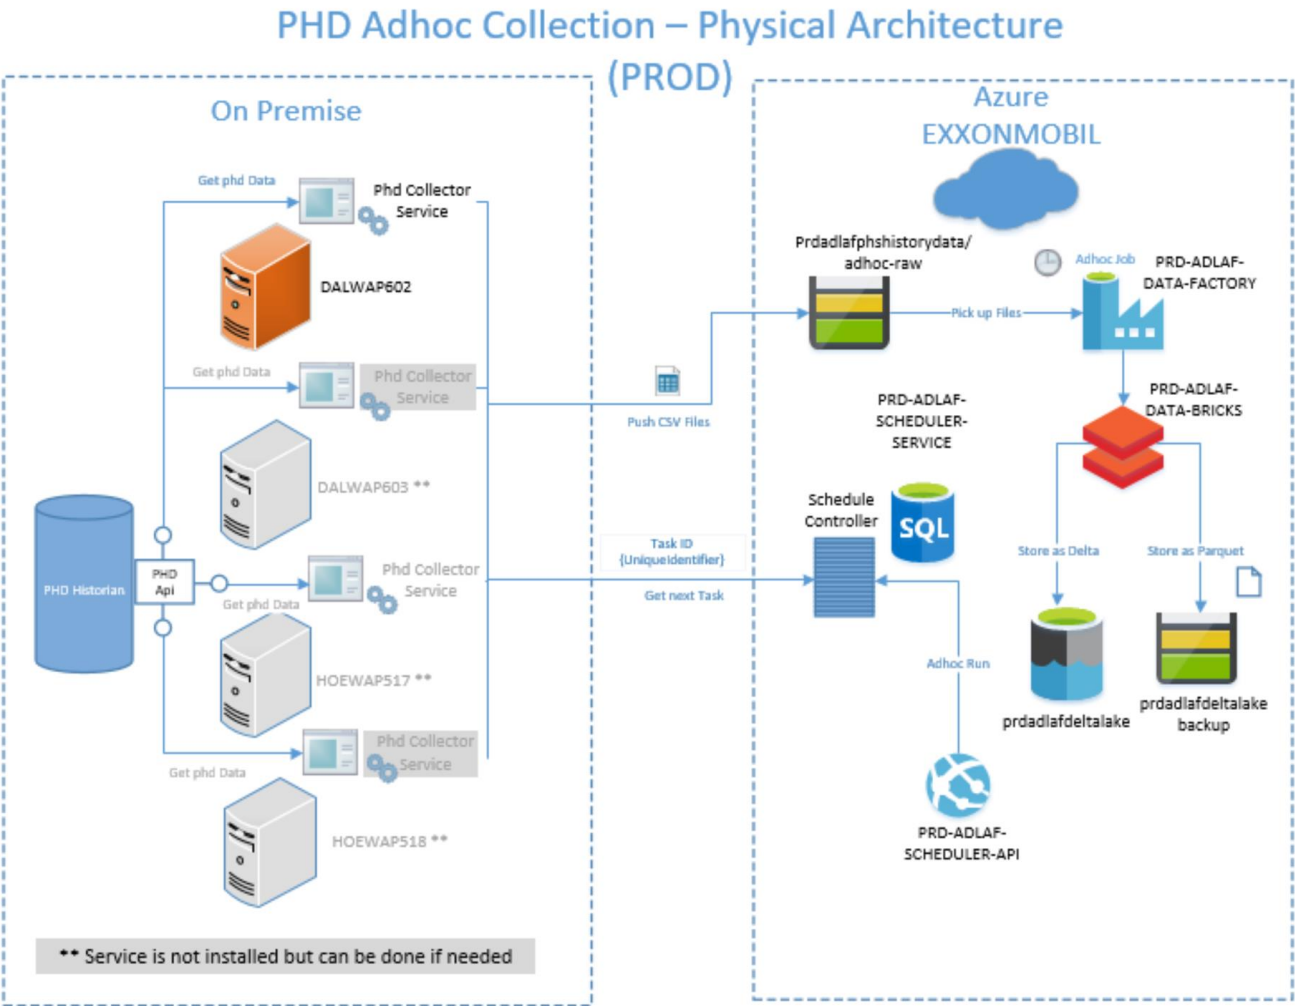 PHD Adhoc Collection – Physical Architecture
(PROD)
On Premise
Get phd Data
Phd Collector
Service
DALWAP602
Get phd Data
Phd Collector
Service
DALWAP603 **
PHD Historian
PHD
Api
Get phd Data
Phd Collector
Service
HOEWAP517 **
Get phd Data
Phd Collector
Service
HOEWAP518 **
** Service is not installed but can be done if needed
Push CSV Files
Task ID
{UniqueIdentifier}
Get next Task
Azure
EXXONMOBIL
Prdadlafphshistorydata/
adhoc-raw
Pick up Files
Adhoc Job
PRD-ADLAF-
DATA-FACTORY
PRD-ADLAF-
DATA-BRICKS
PRD-ADLAF-
SCHEDULER-
SERVICE
Schedule
Controller
SQL
Store as Delta
Store as Parquet
Adhoc Run
prdadlafdeltalake
prdadlafdeltalake
backup
PRD-ADLAF-
SCHEDULER-API